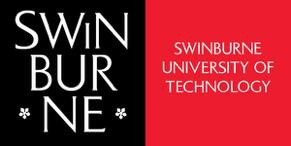 SWiN
BUR
* NE *
SWINBURNE
UNIVERSITY OF
TECHNOLOGY